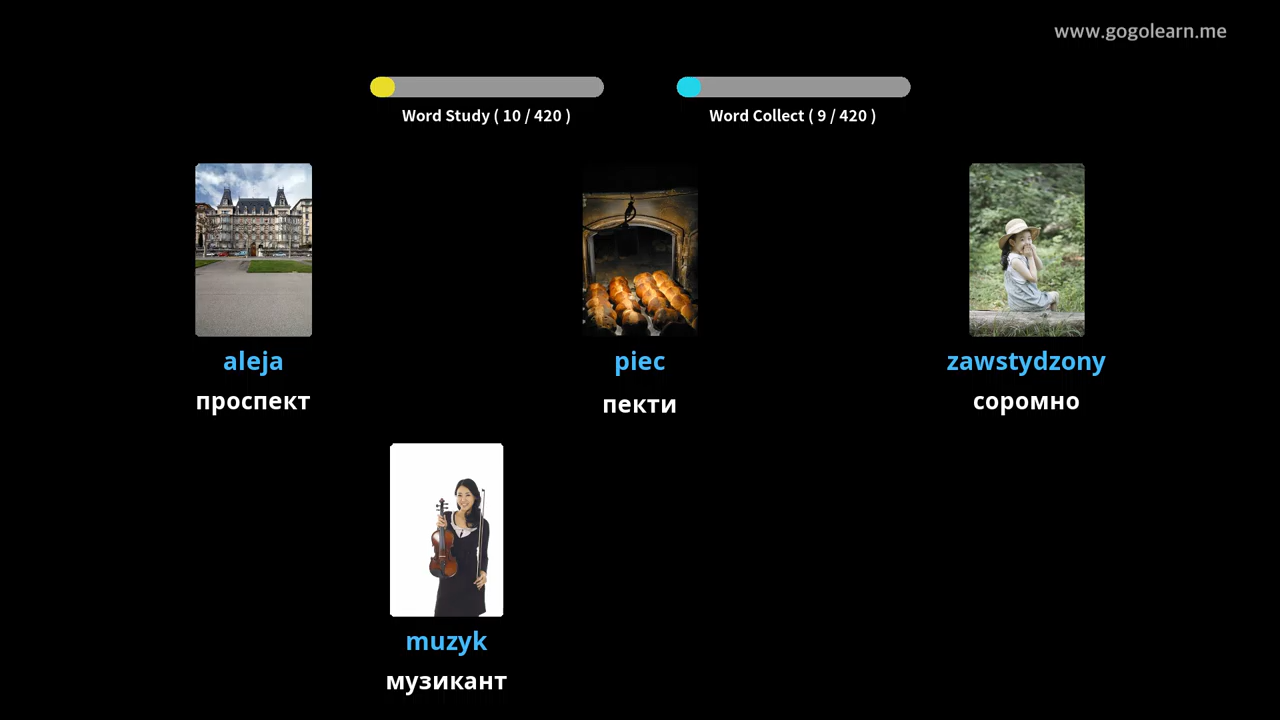 www.gogolearn.me
Word Study ( 10 / 420 )
Word Collect ( 9 / 420 )
aleja
проспект
piec
пекти
zawstydzony
соромно
muzyk
музикант